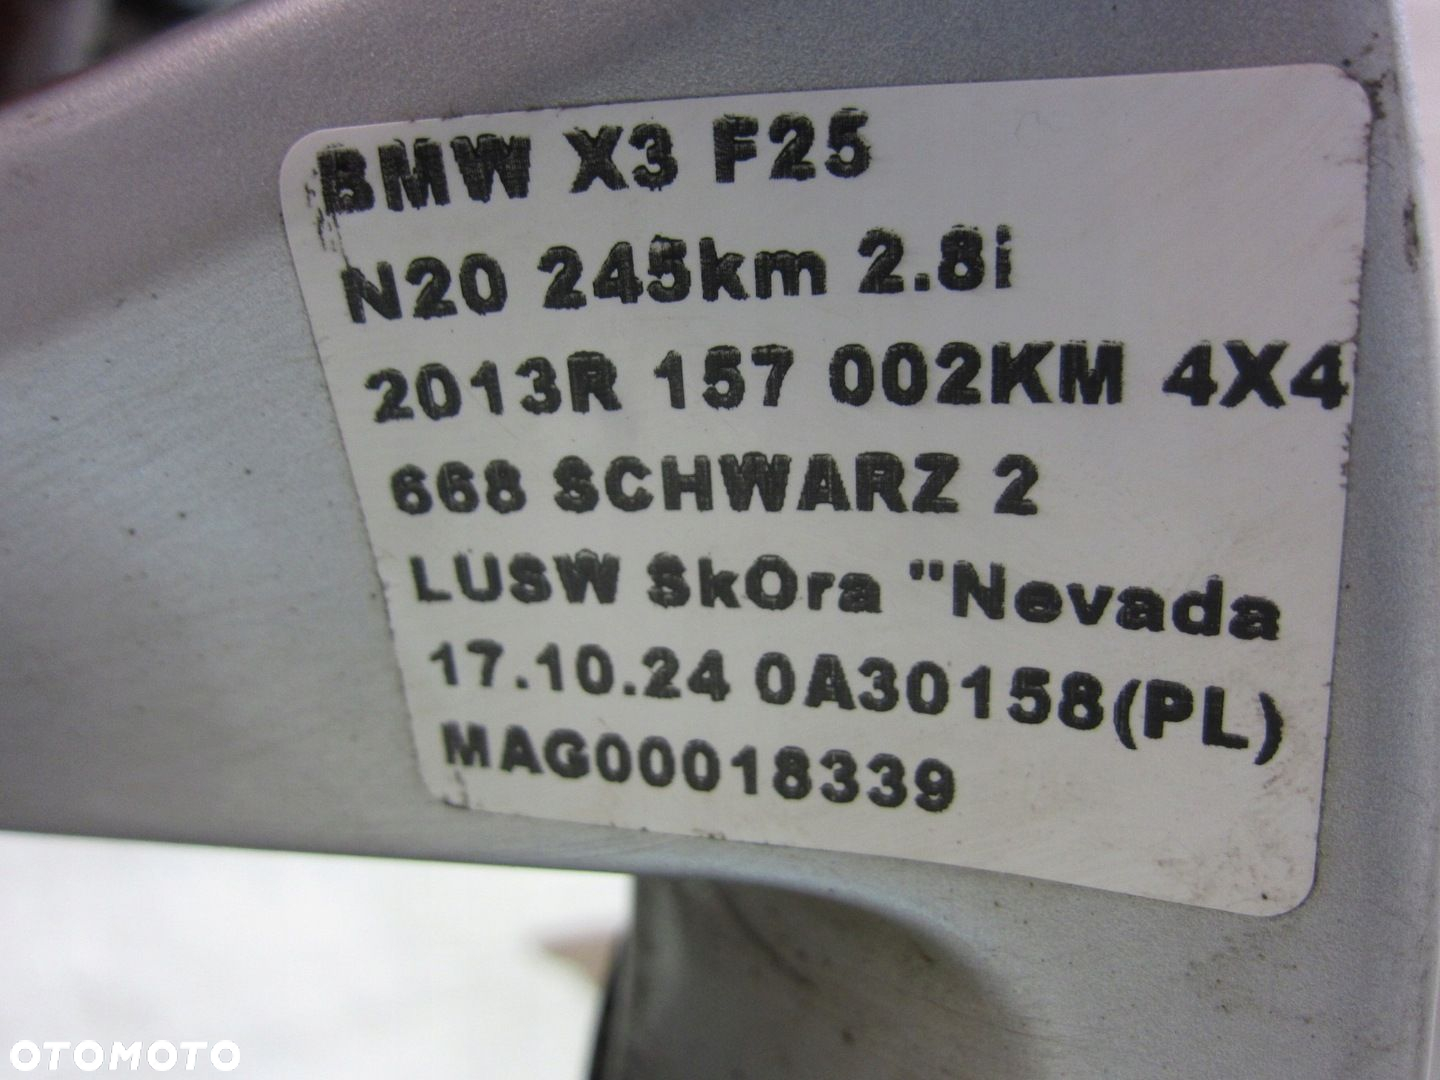 BMW X3 F25
N20 245km 2.8i
2013R 157 002KM 4X4
668 SCHWARZ 2
LUSW SkOra "Nevada
17.10.24 0A30158(PL)
MAG00018339
OTOMOTO